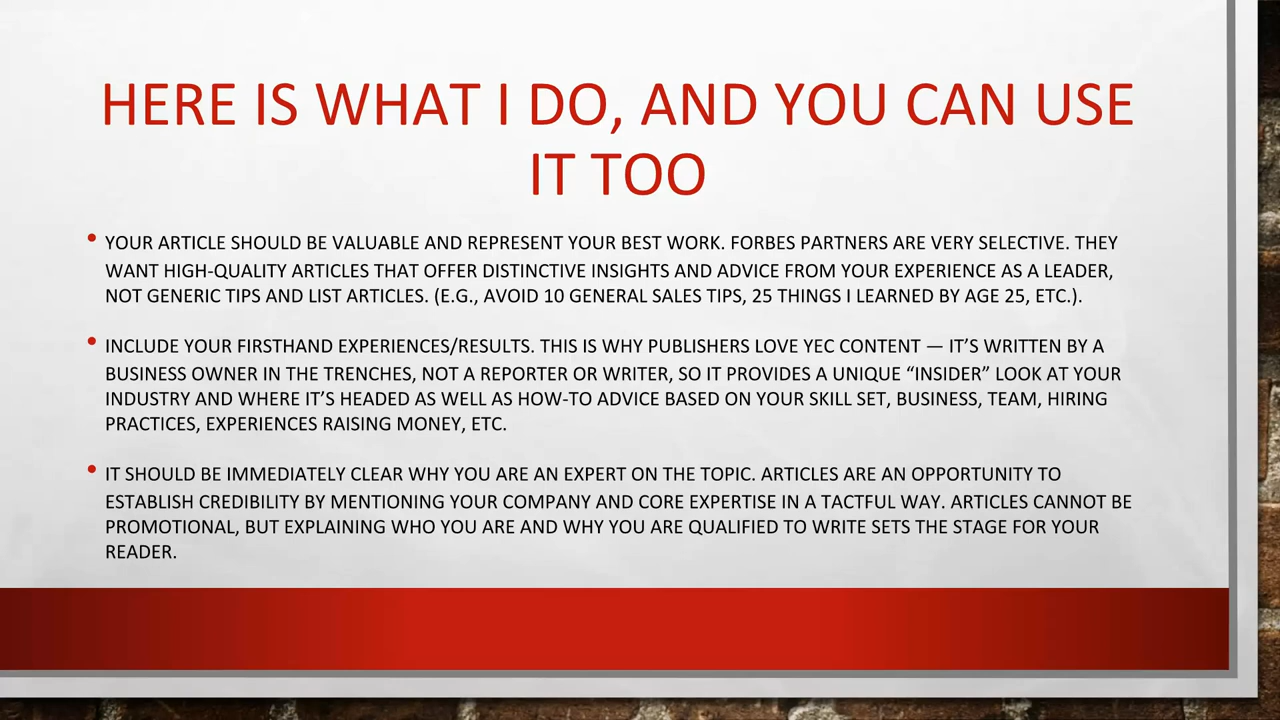 HERE IS WHAT I DO, AND YOU CAN USE
IT TOO
• YOUR ARTICLE SHOULD BE VALUABLE AND REPRESENT YOUR BEST WORK. FORBES PARTNERS ARE VERY SELECTIVE. THEY
WANT HIGH-QUALITY ARTICLES THAT OFFER DISTINCTIVE INSIGHTS AND ADVICE FROM YOUR EXPERIENCE AS A LEADER,
NOT GENERIC TIPS AND LIST ARTICLES. (E.G., AVOID 10 GENERAL SALES TIPS, 25 THINGS I LEARNED BY AGE 25, ETC.).
• INCLUDE YOUR FIRSTHAND EXPERIENCES/RESULTS. THIS IS WHY PUBLISHERS LOVE YEC CONTENT — IT’S WRITTEN BY A
BUSINESS OWNER IN THE TRENCHES, NOT A REPORTER OR WRITER, SO IT PROVIDES A UNIQUE “INSIDER” LOOK AT YOUR
INDUSTRY AND WHERE IT’S HEADED AS WELL AS HOW-TO ADVICE BASED ON YOUR SKILL SET, BUSINESS, TEAM, HIRING
PRACTICES, EXPERIENCES RAISING MONEY, ETC.
• IT SHOULD BE IMMEDIATELY CLEAR WHY YOU ARE AN EXPERT ON THE TOPIC. ARTICLES ARE AN OPPORTUNITY TO
ESTABLISH CREDIBILITY BY MENTIONING YOUR COMPANY AND CORE EXPERTISE IN A TACTFUL WAY. ARTICLES CANNOT BE
PROMOTIONAL, BUT EXPLAINING WHO YOU ARE AND WHY YOU ARE QUALIFIED TO WRITE SETS THE STAGE FOR YOUR
READER.